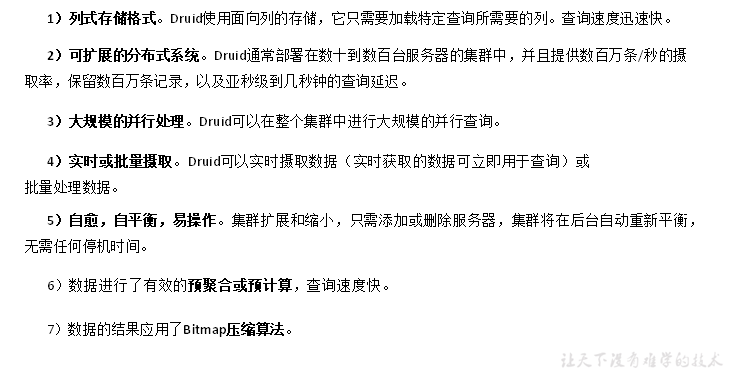 1）列式存储格式。Druid使用面向列的存储，它只需要加载特定查询所需要的列。查询速度迅速快。
2）可扩展的分布式系统。Druid通常部署在数十到数百台服务器的集群中，并且提供数百万条/秒的摄
取率，保留数百万条记录，以及亚秒级到几秒钟的查询延迟。
3）大规模的并行处理。Druid可以在整个集群中进行大规模的并行查询。
4）实时或批量摄取。Druid可以实时摄取数据（实时获取的数据可立即用于查询）或
批量处理数据。
5）自愈，自平衡，易操作。集群扩展和缩小，只需添加或删除服务器，集群将在后台自动重新平衡，
无需任何停机时间。
6）数据进行了有效的预聚合或预计算，查询速度快。
7）数据的结果应用了Bitmap压缩算法。
让天下没有难学的技术